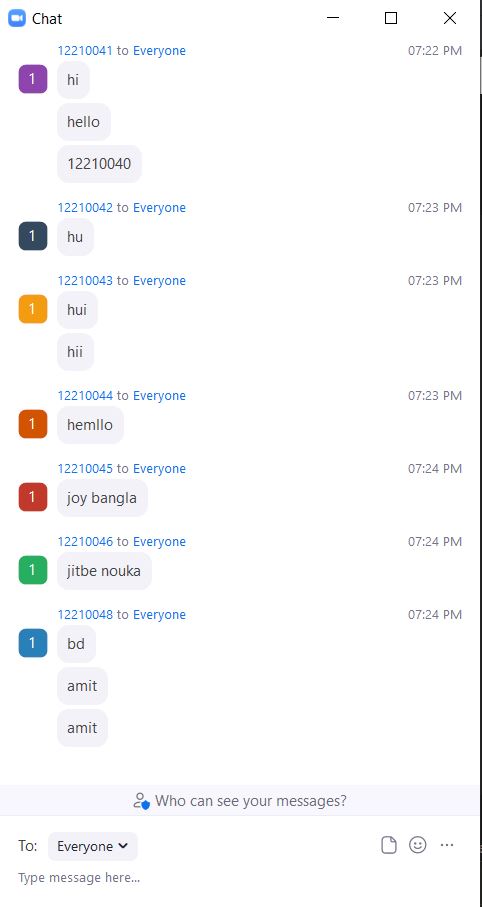 Chat
12210041 to Everyone 07:22 PM
1 hi
hello
12210040
12210042 to Everyone 07:23 PM
1 hu
12210043 to Everyone 07:23 PM
1 hui
hii
12210044 to Everyone 07:23 PM
1 hemllo
12210045 to Everyone 07:24 PM
1 joy bangla
12210046 to Everyone 07:24 PM
1 jitbe nouka
12210048 to Everyone 07:24 PM
1 bd
amit
amit
Who can see your messages?
To: Everyone
Type message here...